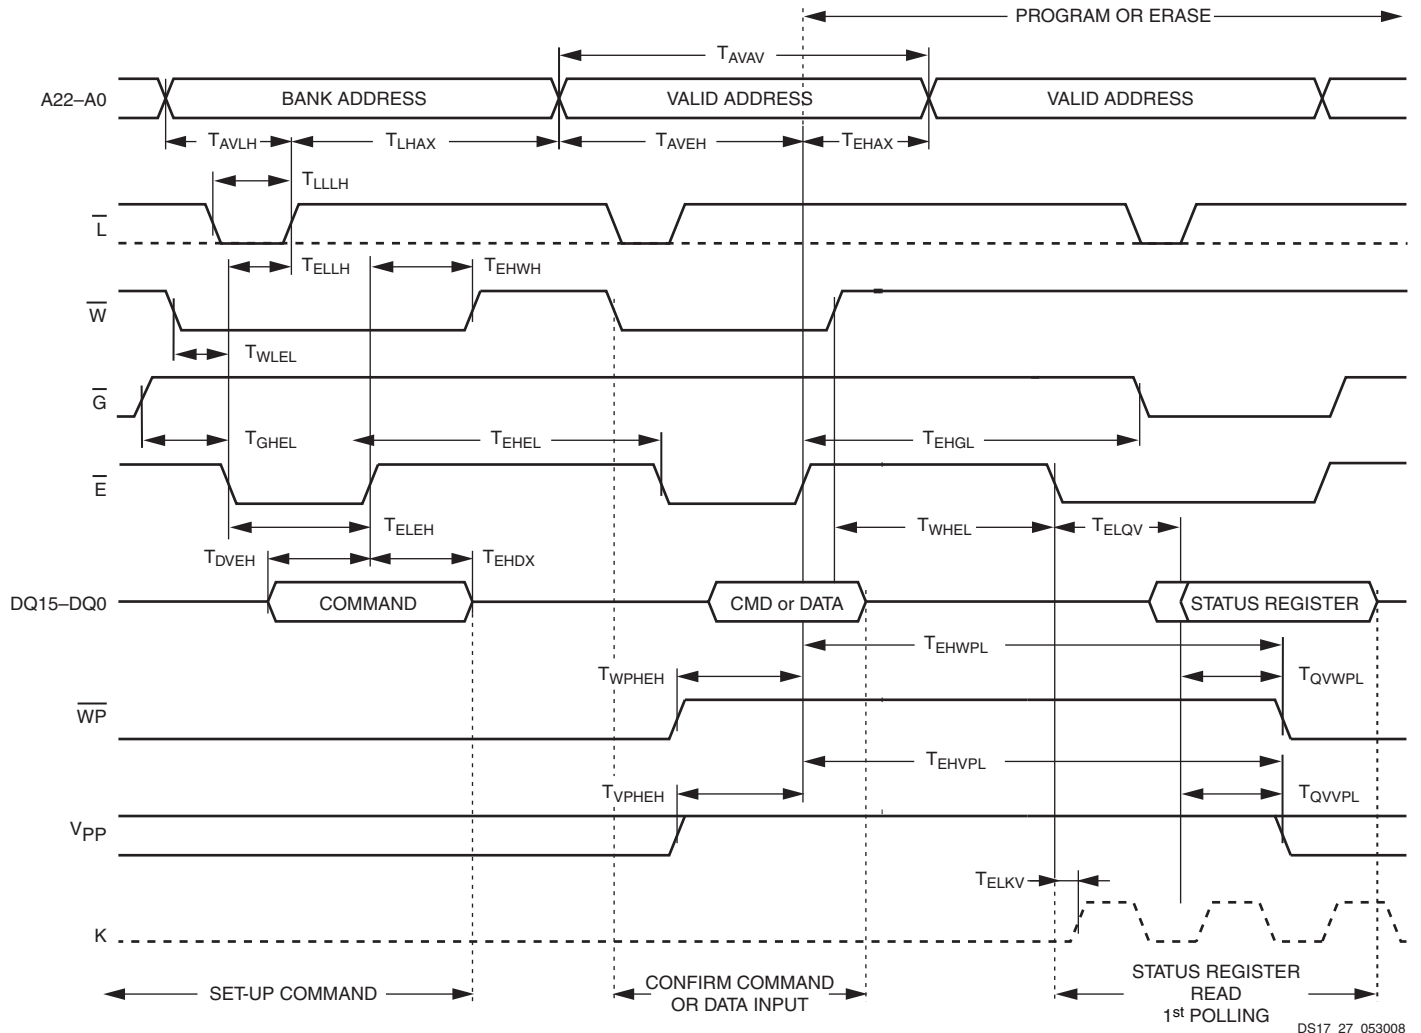 PROGRAM OR ERASE
TAVAV
A22–A0
BANK ADDRESS
VALID ADDRESS
VALID ADDRESS
TAVLH
TLHAX
TAVEH
TEHAX
TLLLH
L
TELLH
TEHWH
W
TWLEL
G
TGHEL
TEHEL
TEHGL
E
TELEH
TWHEL
TELQV
TDVEH
TEHDX
DQ15–DQ0
COMMAND
CMD or DATA
STATUS REGISTER
TEHWPL
TWPHEH
TQVWPL
WP
TEHVPL
TVPHEH
TQVVPL
VPP
TELKV
K
SET-UP COMMAND
CONFIRM COMMAND
OR DATA INPUT
STATUS REGISTER
READ
1st POLLING
DS17_27_053008